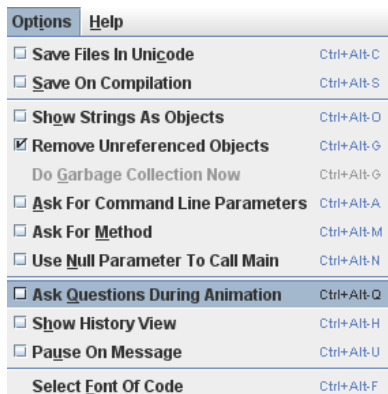 Options Help
Save Files In Unicode Ctrl+Alt-C
Save On Compilation Ctrl+Alt-S
Show Strings As Objects Ctrl+Alt-O
Remove Unreferenced Objects Ctrl+Alt-G
Do Garbage Collection Now Ctrl+Alt-G
Ask For Command Line Parameters Ctrl+Alt-A
Ask For Method Ctrl+Alt-M
Use Null Parameter To Call Main Ctrl+Alt-N
Ask Questions During Animation Ctrl+Alt-Q
Show History View Ctrl+Alt-H
Pause On Message Ctrl+Alt-U
Select Font Of Code Ctrl+Alt-F